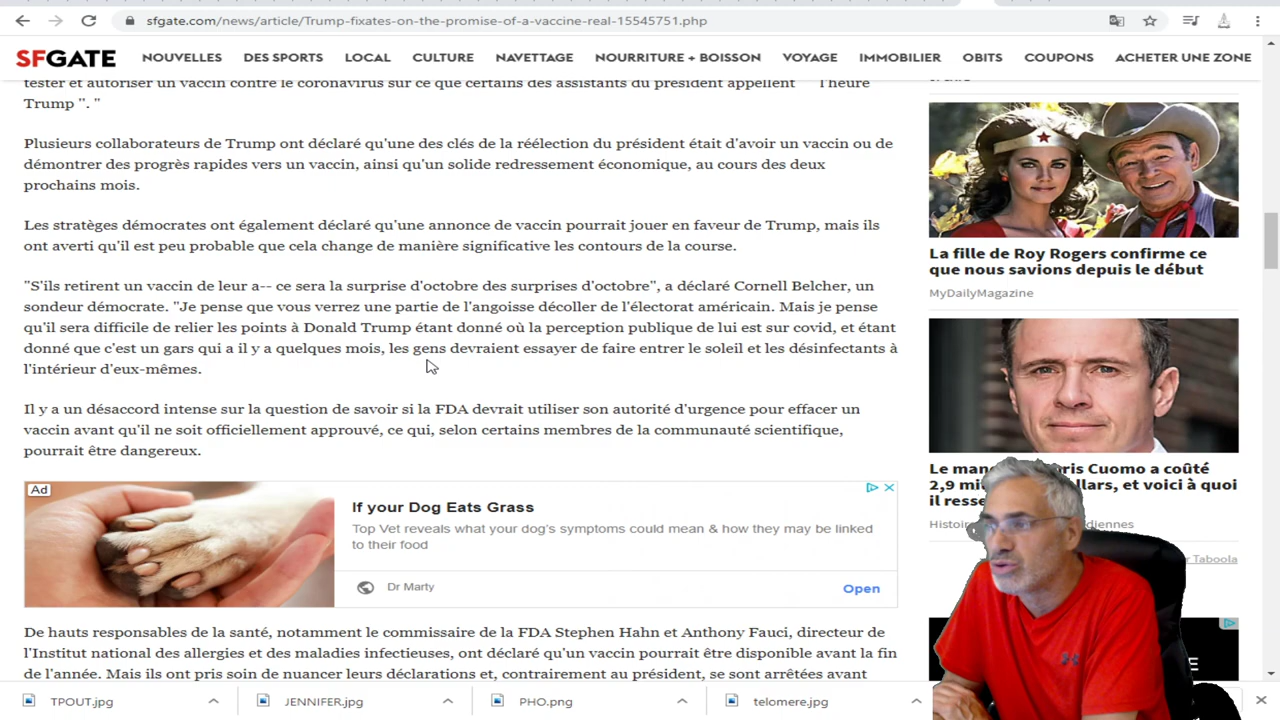 sfgate.com/news/article/Trump-fixates-on-the-promise-of-a-vaccine-real-15545751.php
SFGATE NOUVELLES DES SPORTS LOCAL CULTURE NAVETTAGE NOURRITURE + BOISSON VOYAGE IMMOBILIER OBITS COUPONS ACHETER UNE ZONE
tester et autoriser un vaccin contre le coronavirus sur ce que certains des assistants du président appellent l'heure
Trump ". "
Plusieurs collaborateurs de Trump ont déclaré qu'une des clés de la réélection du président était d'avoir un vaccin ou de
démontrer des progrès rapides vers un vaccin, ainsi qu'un solide redressement économique, au cours des deux
prochains mois.
Les stratèges démocrates ont également déclaré qu'une annonce de vaccin pourrait jouer en faveur de Trump, mais ils
ont averti qu'il est peu probable que cela change de manière significative les contours de la course.
"S'ils retirent un vaccin de leur a-- ce sera la surprise d'octobre des surprises d'octobre", a déclaré Cornell Belcher, un
sondeur démocrate. "Je pense que vous verrez une partie de l'angoisse décoller de l'électorat américain. Mais je pense
qu'il sera difficile de relier les points à Donald Trump étant donné où la perception publique de lui est sur covid, et étant
donné que c'est un gars qui a il y a quelques mois, les gens devraient essayer de faire entrer le soleil et les désinfectants à
l'intérieur d'eux-mêmes.
Il y a un désaccord intense sur la question de savoir si la FDA devrait utiliser son autorité d'urgence pour effacer un
vaccin avant qu'il ne soit officiellement approuvé, ce qui, selon certains membres de la communauté scientifique,
pourrait être dangereux.
Ad
If your Dog Eats Grass
Top Vet reveals what your dog's symptoms could mean & how they may be linked
to their food
Dr Marty
Open
De hauts responsables de la santé, notamment le commissaire de la FDA Stephen Hahn et Anthony Fauci, directeur de
l'Institut national des allergies et des maladies infectieuses, ont déclaré qu'un vaccin pourrait être disponible avant la fin
de l'année. Mais ils ont pris soin de nuancer leurs déclarations et, contrairement au président, se sont arrêtées avant
La fille de Roy Rogers confirme ce
que nous savions depuis le début
MyDailyMagazine
Le Cuomo a coûté
2,9 et voici à quoi
il
Taboola
TPOUT.jpg
JENNIFER.jpg
PHO.png
telomere.jpg